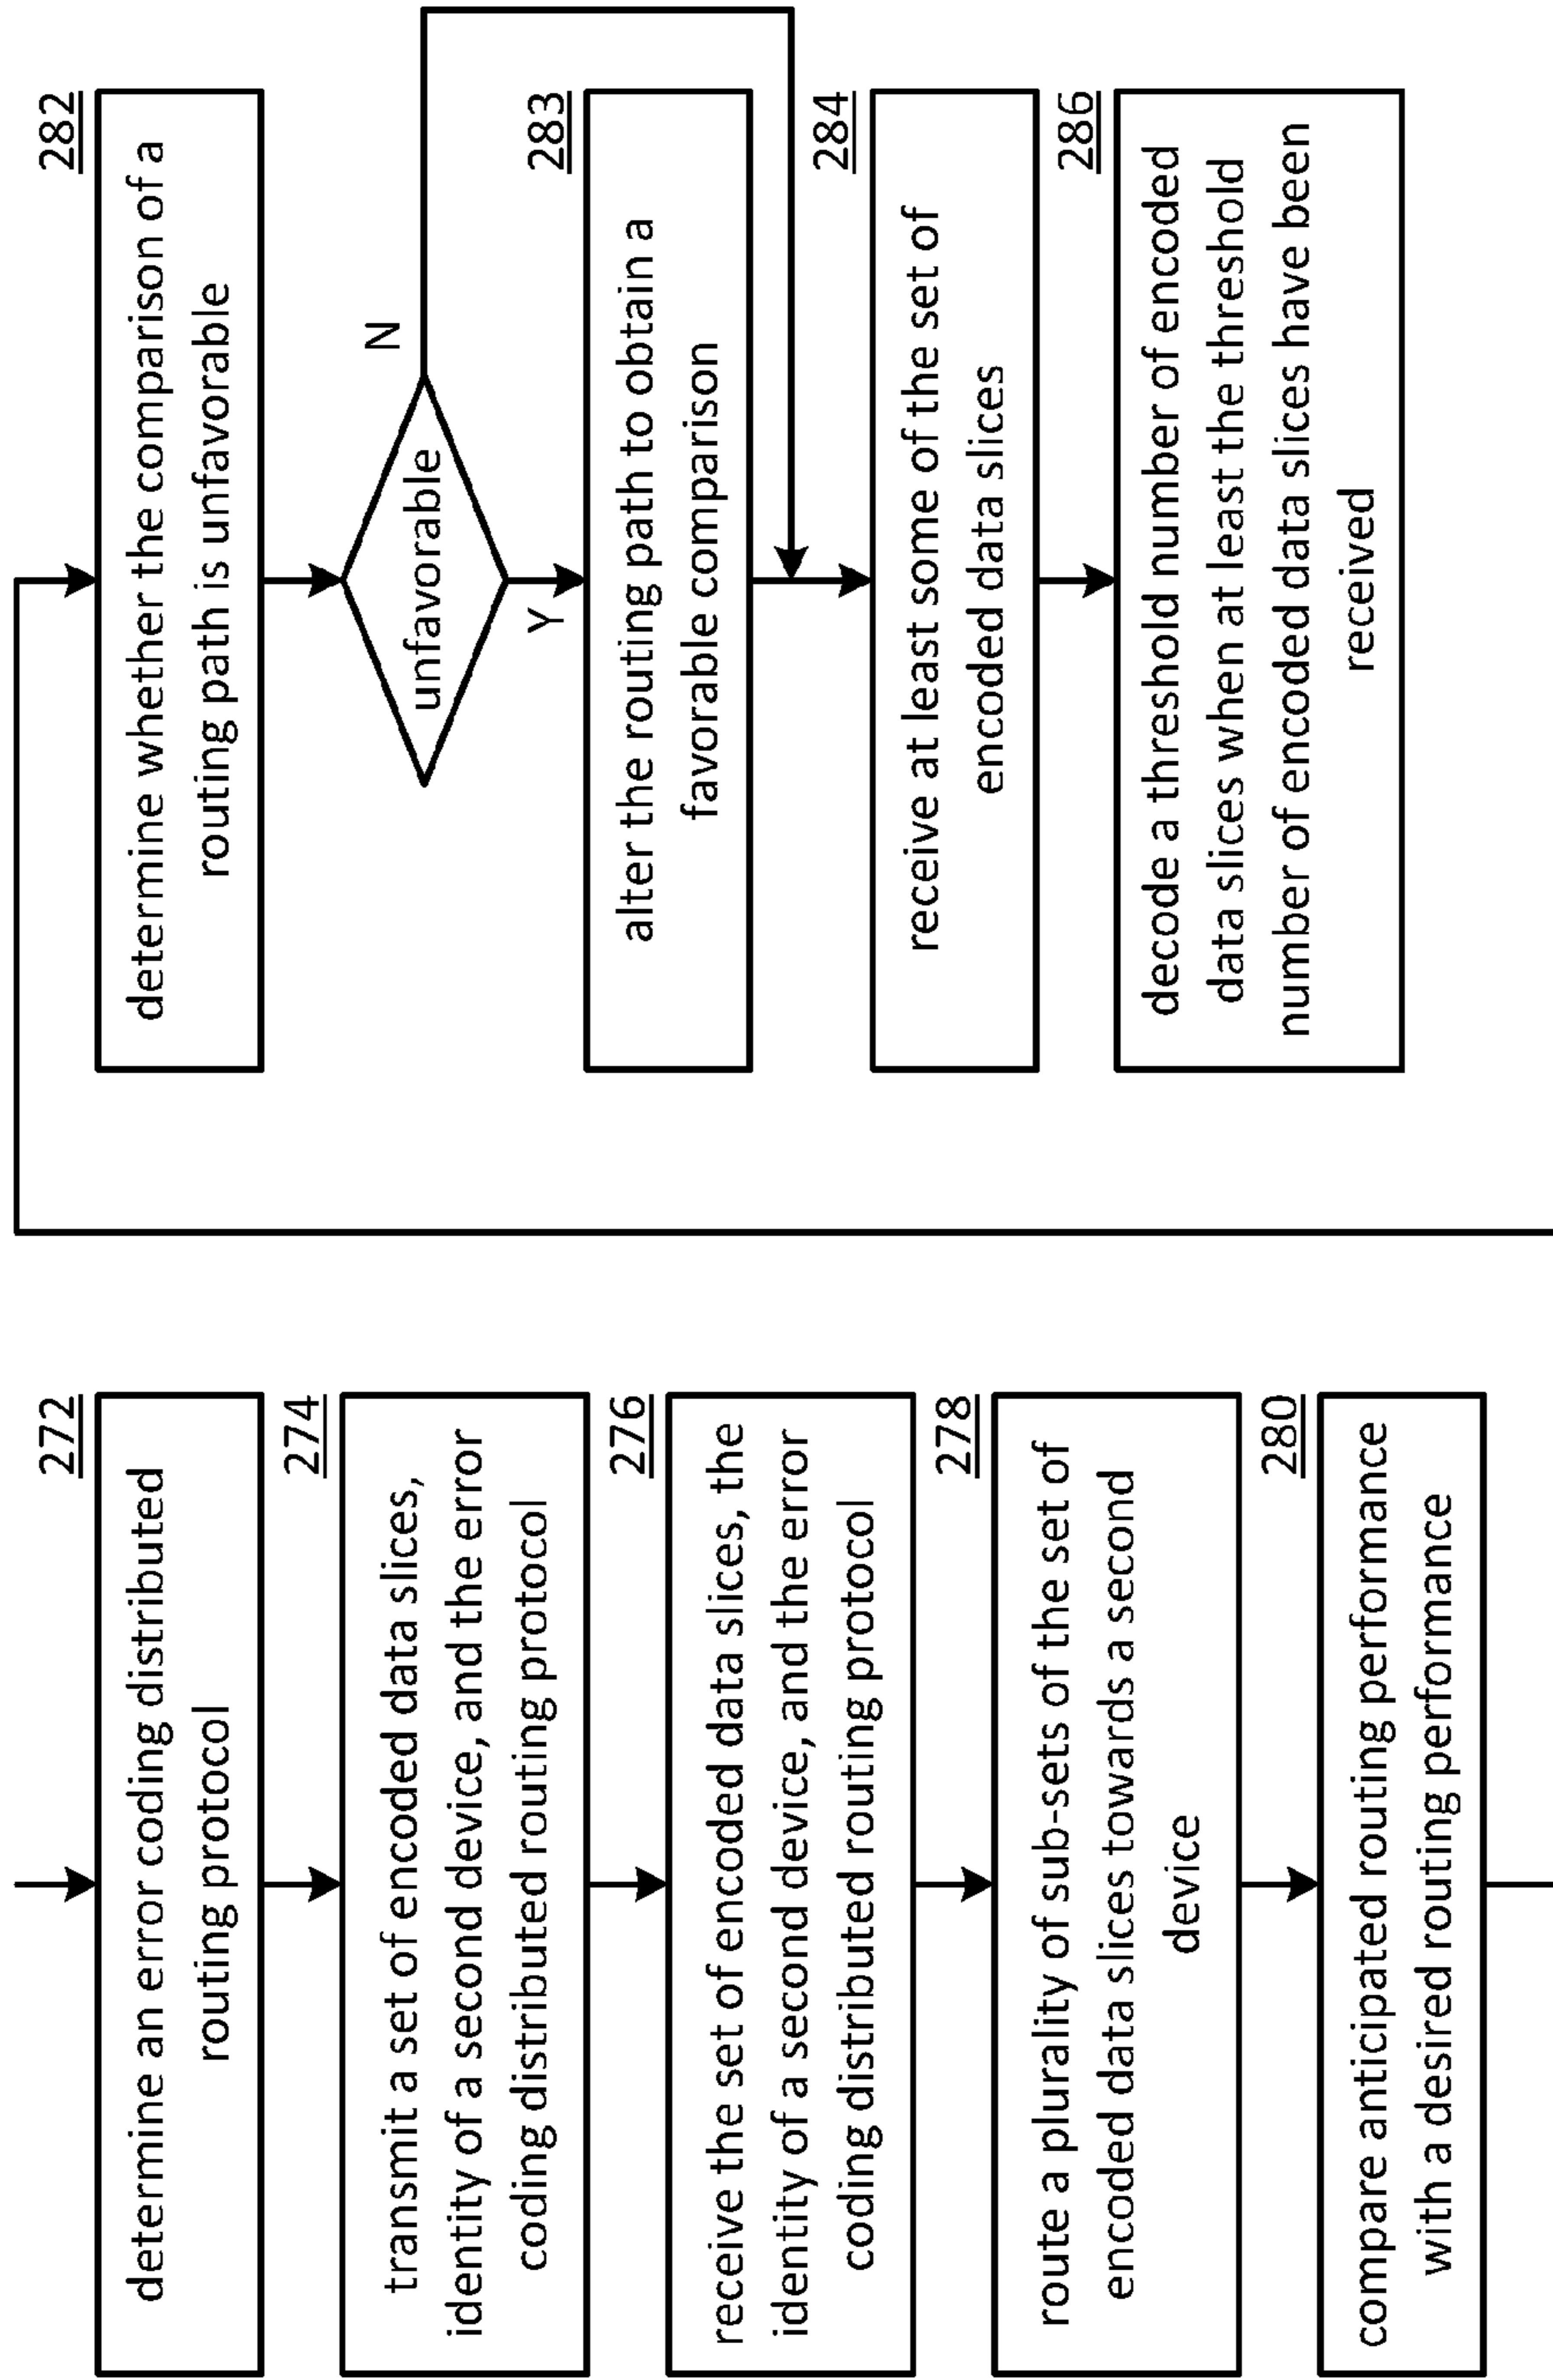 272
determine an error coding distributed
routing protocol
274
transmit a set of encoded data slices,
identity of a second device, and the error
coding distributed routing protocol
276
receive the set of encoded data slices, the
identity of a second device, and the error
coding distributed routing protocol
278
route a plurality of sub-sets of the set of
encoded data slices towards a second
device
280
compare anticipated routing performance
with a desired routing performance
282
determine whether the comparison of a
routing path is unfavorable
unfavorable
N
Y
283
alter the routing path to obtain a
favorable comparison
284
receive at least some of the set of
encoded data slices
286
decode a threshold number of encoded
data slices when at least the threshold
number of encoded data slices have been
received